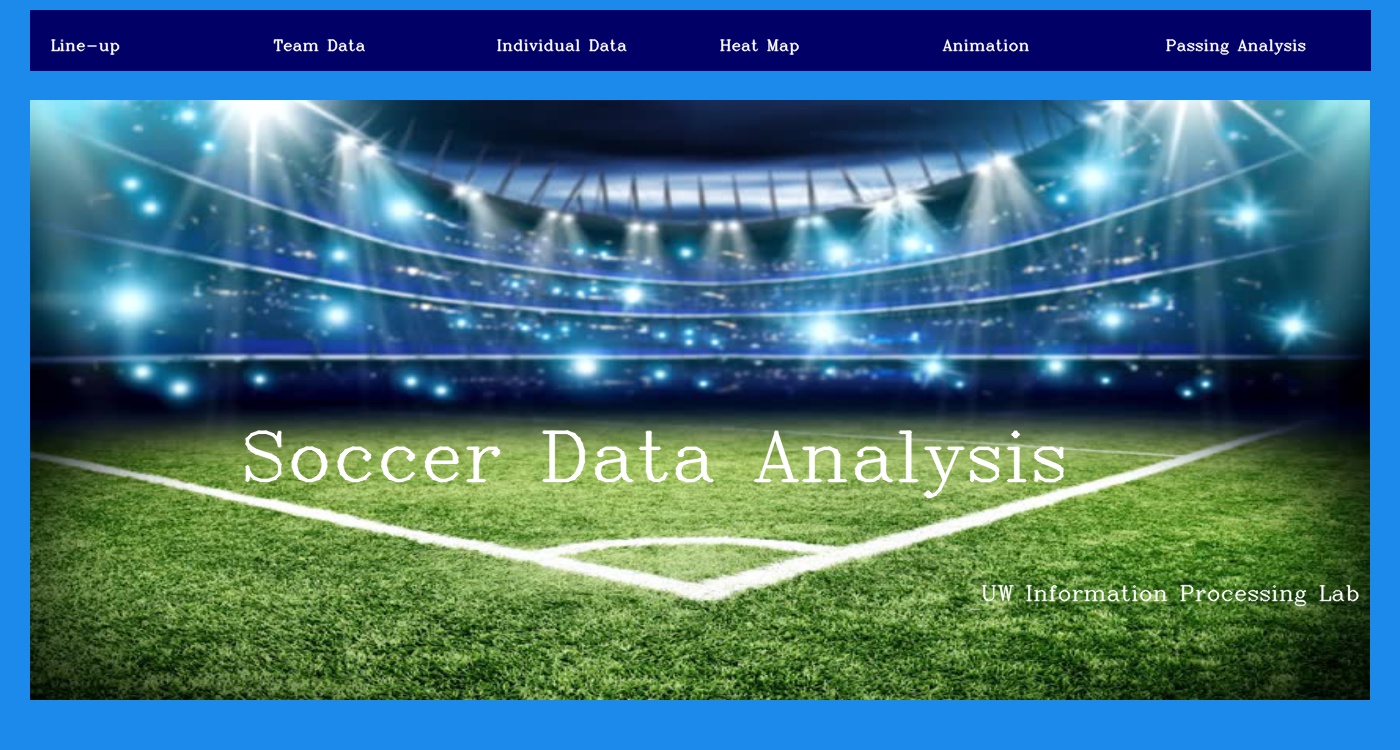 Line-up
Team Data
Individual Data
Heat Map
Animation
Passing Analysis
Soccer Data Analysis
UW Information Processing Lab